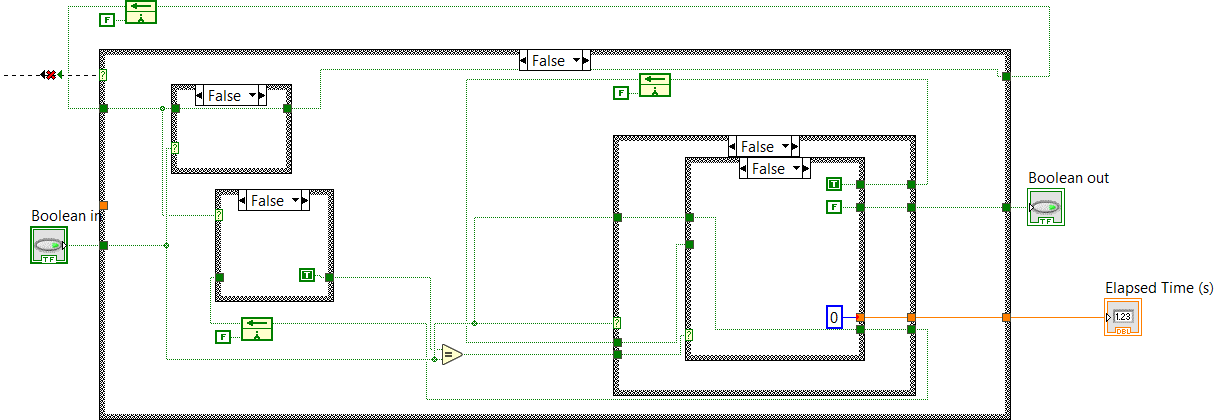 F
False
False
F
False
False
T
Boolean out
F
TF
False
Boolean in
TF
T
Elapsed Time (s)
0
1.23
DBL
F
=